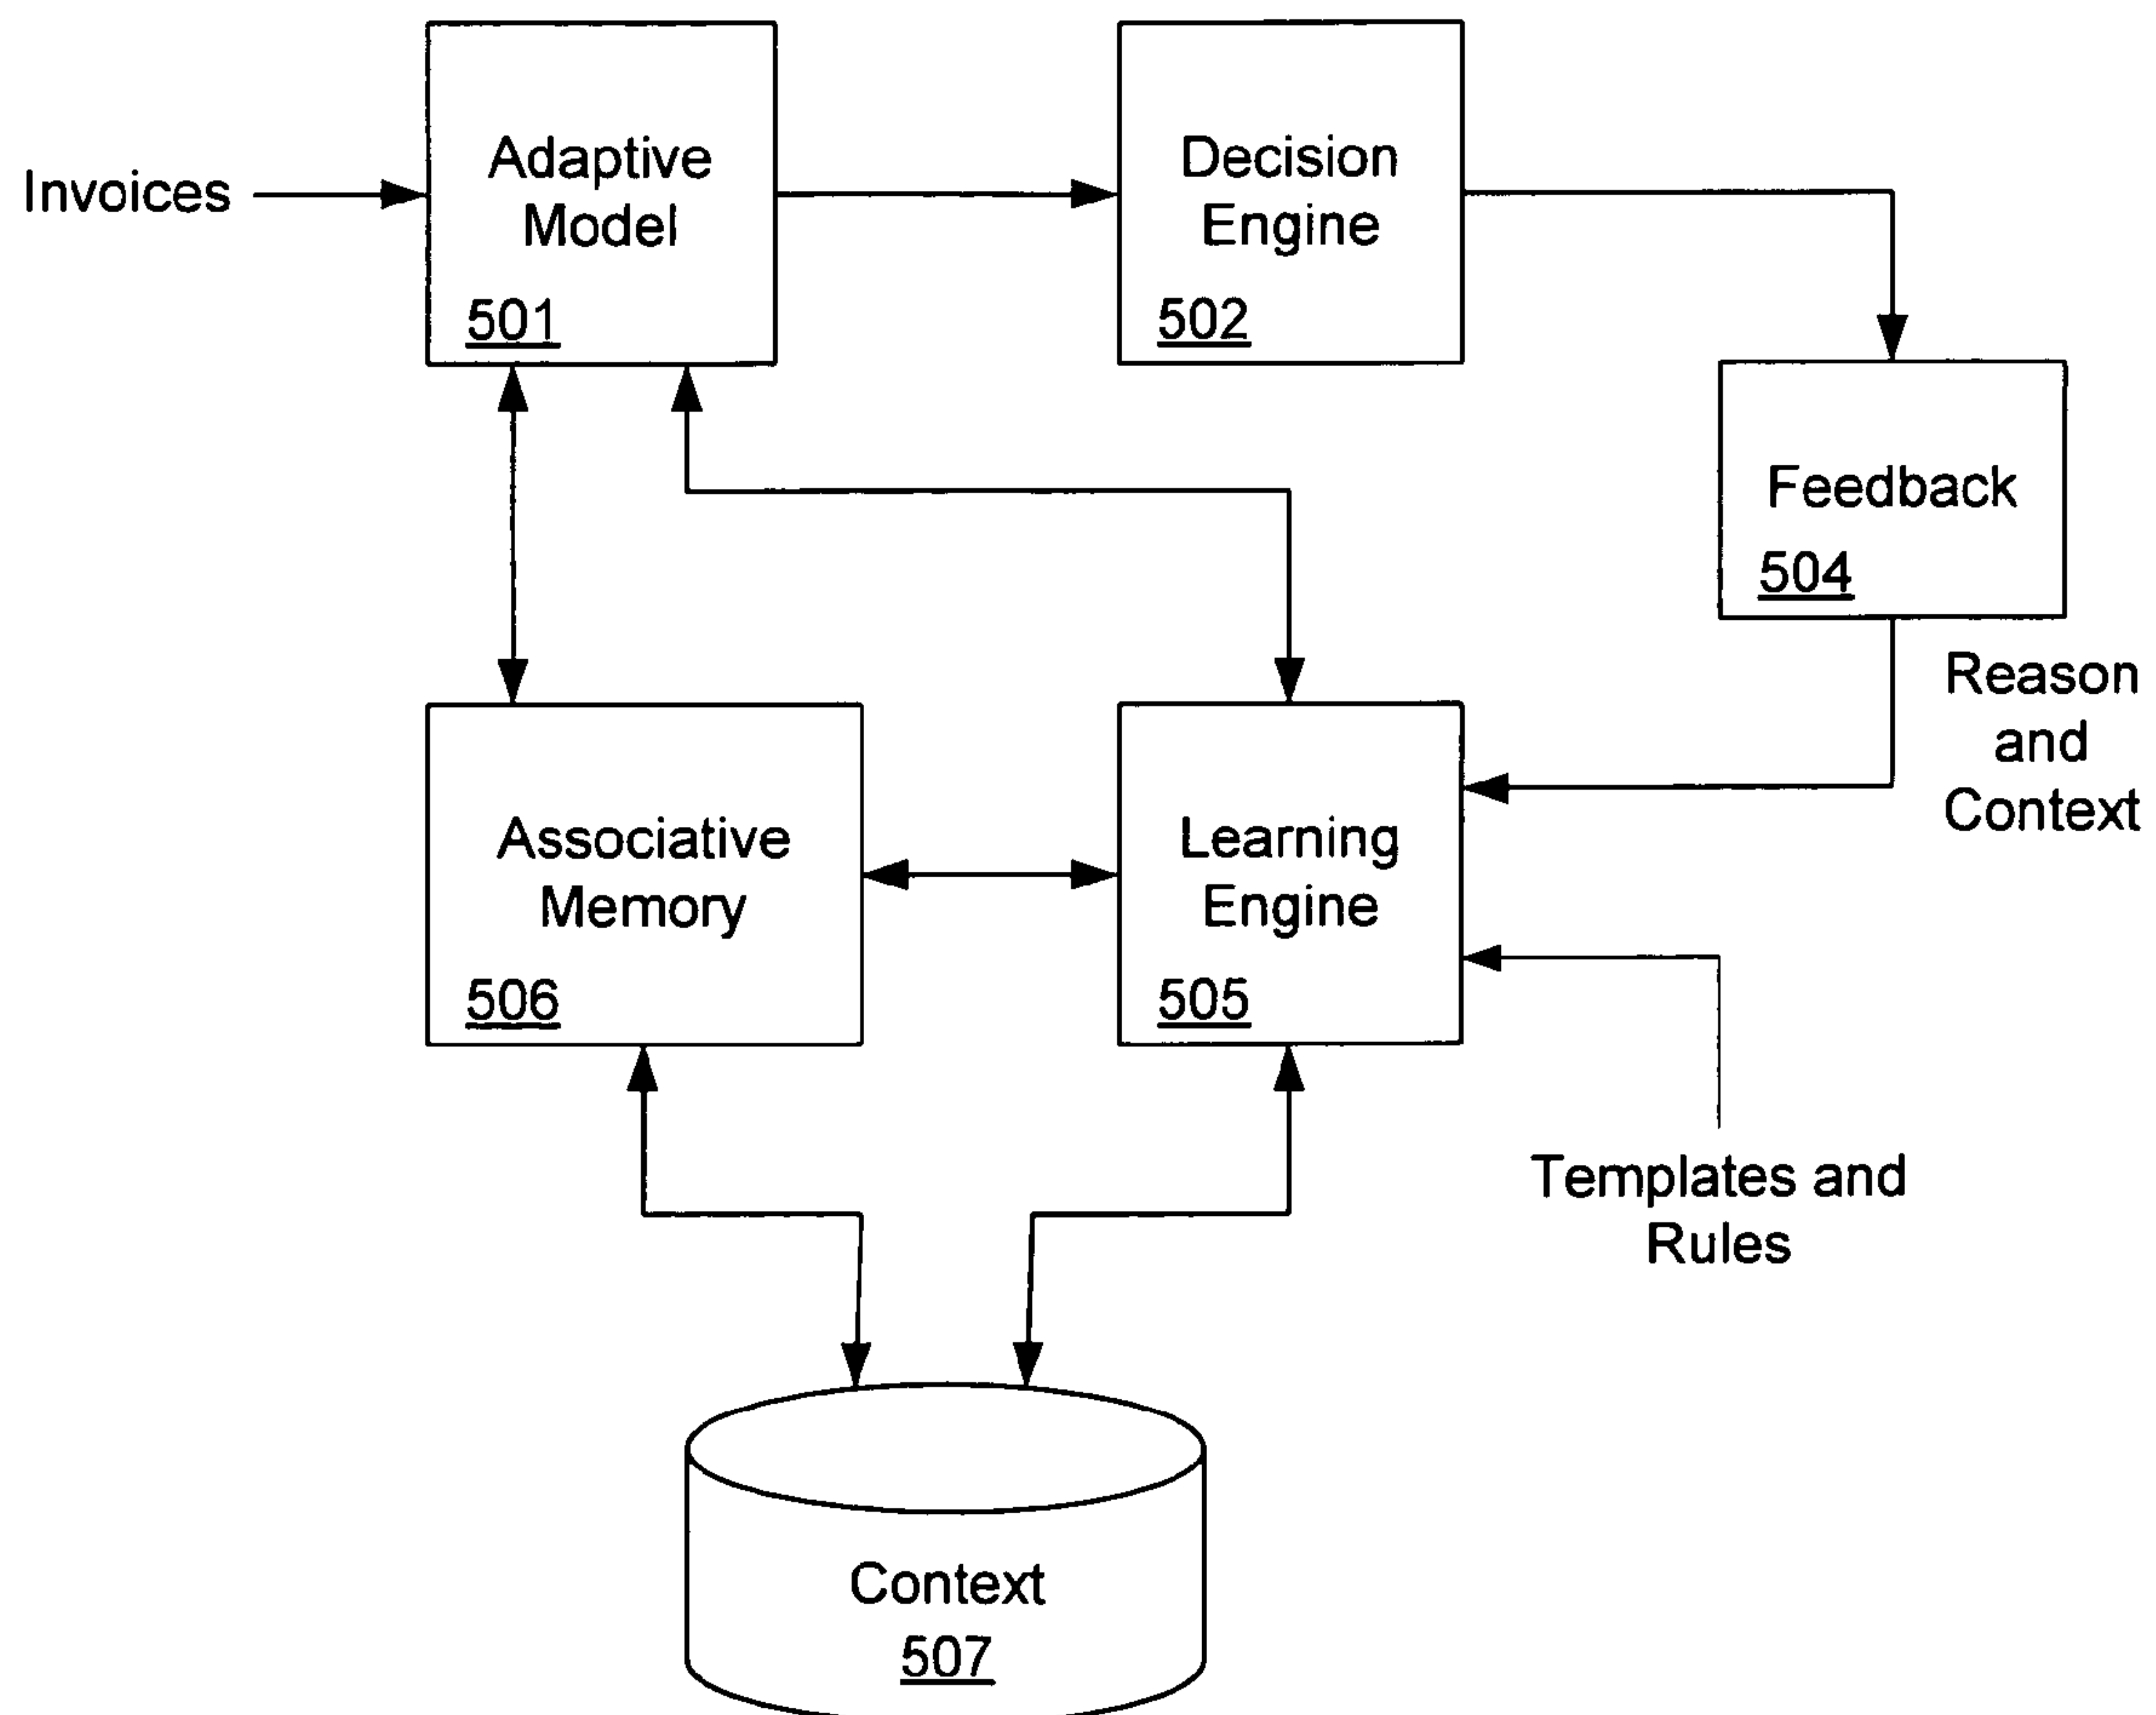 Invoices
Adaptive
Model
501
Decision
Engine
502
Feedback
504
Reason
and
Context
Associative
Memory
506
Learning
Engine
505
Templates and
Rules
Context
507